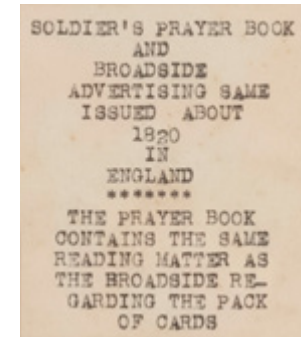 SOLDIER'S PRAYER BOOK
AND
BROADSIDE
ADVERTISING SAME
ISSUED ABOUT
1820
IN
ENGLAND
*******
THE PRAYER BOOK
CONTAINS THE SAME
READING MATTER AS
THE BROADSIDE RE-
GARDING THE PACK
OF CARDS